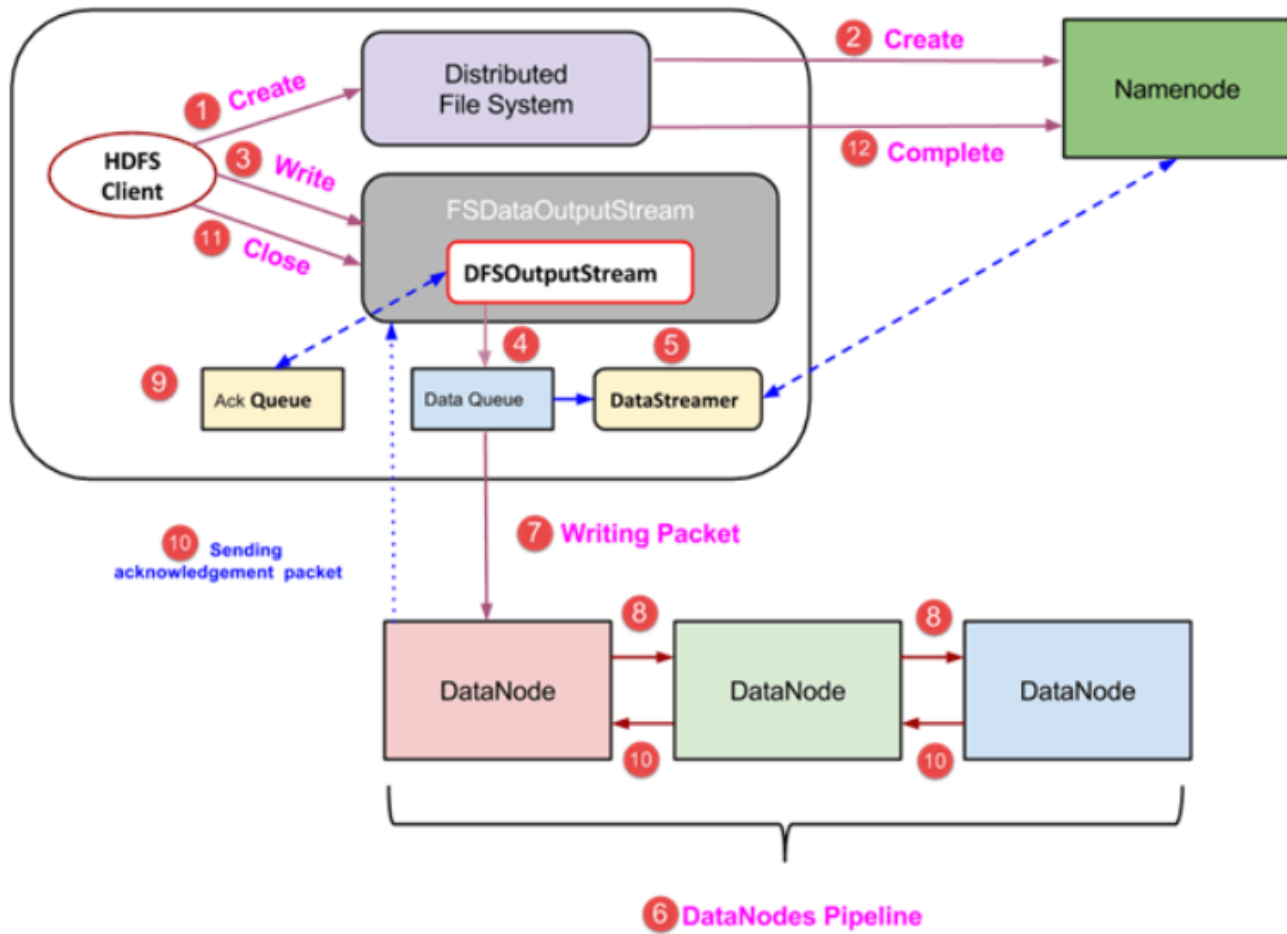 2 Create
Distributed
File System
Namenode
1 Create
12 Complete
HDFS
Client
3 Write
FSDataOutputStream
11 Close
DFSOutputStream
4
5
9
Ack Queue
Data Queue
DataStreamer
7 Writing Packet
10 Sending
acknowledgement packet
8
8
DataNode
DataNode
DataNode
10
10
6 DataNodes Pipeline